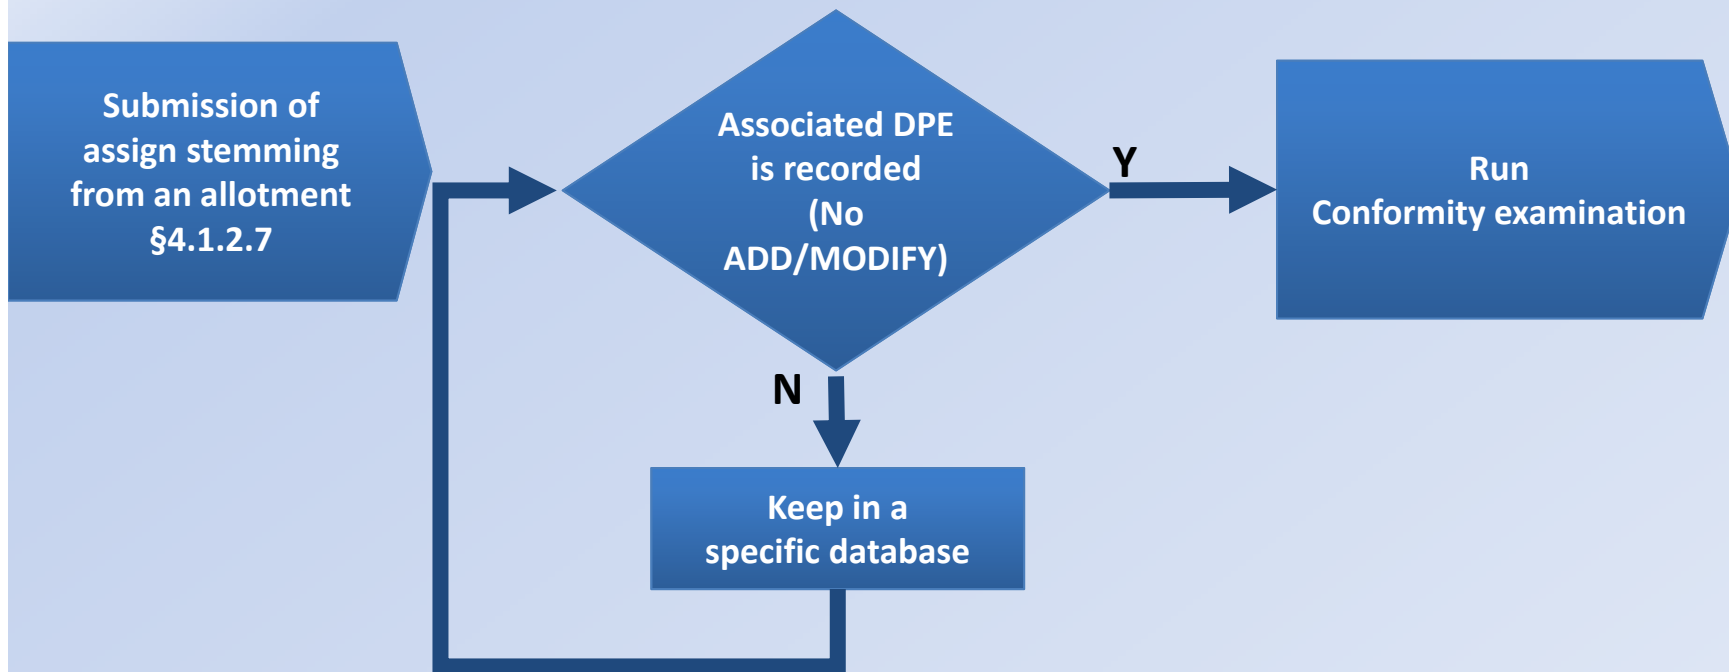 Submission of
assign stemming
from an allotment
§4.1.2.7
Associated DPE
is recorded
(No
ADD/MODIFY)
Y
Run
Conformity examination
N
Keep in a
specific database